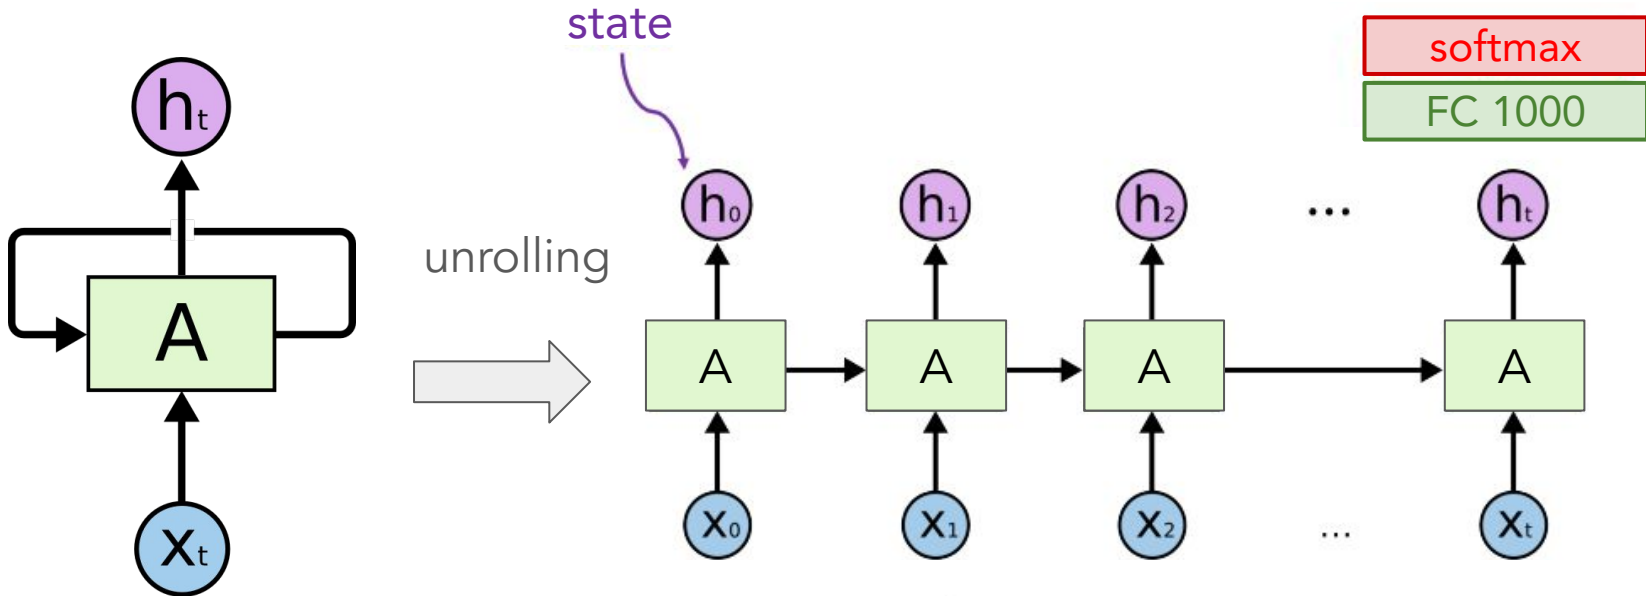 state
softmax
FC 1000
hₜ
unrolling
A
xₜ
h₀ h₁ h₂ ... hₜ
A A A A
x₀ x₁ x₂ ... xₜ